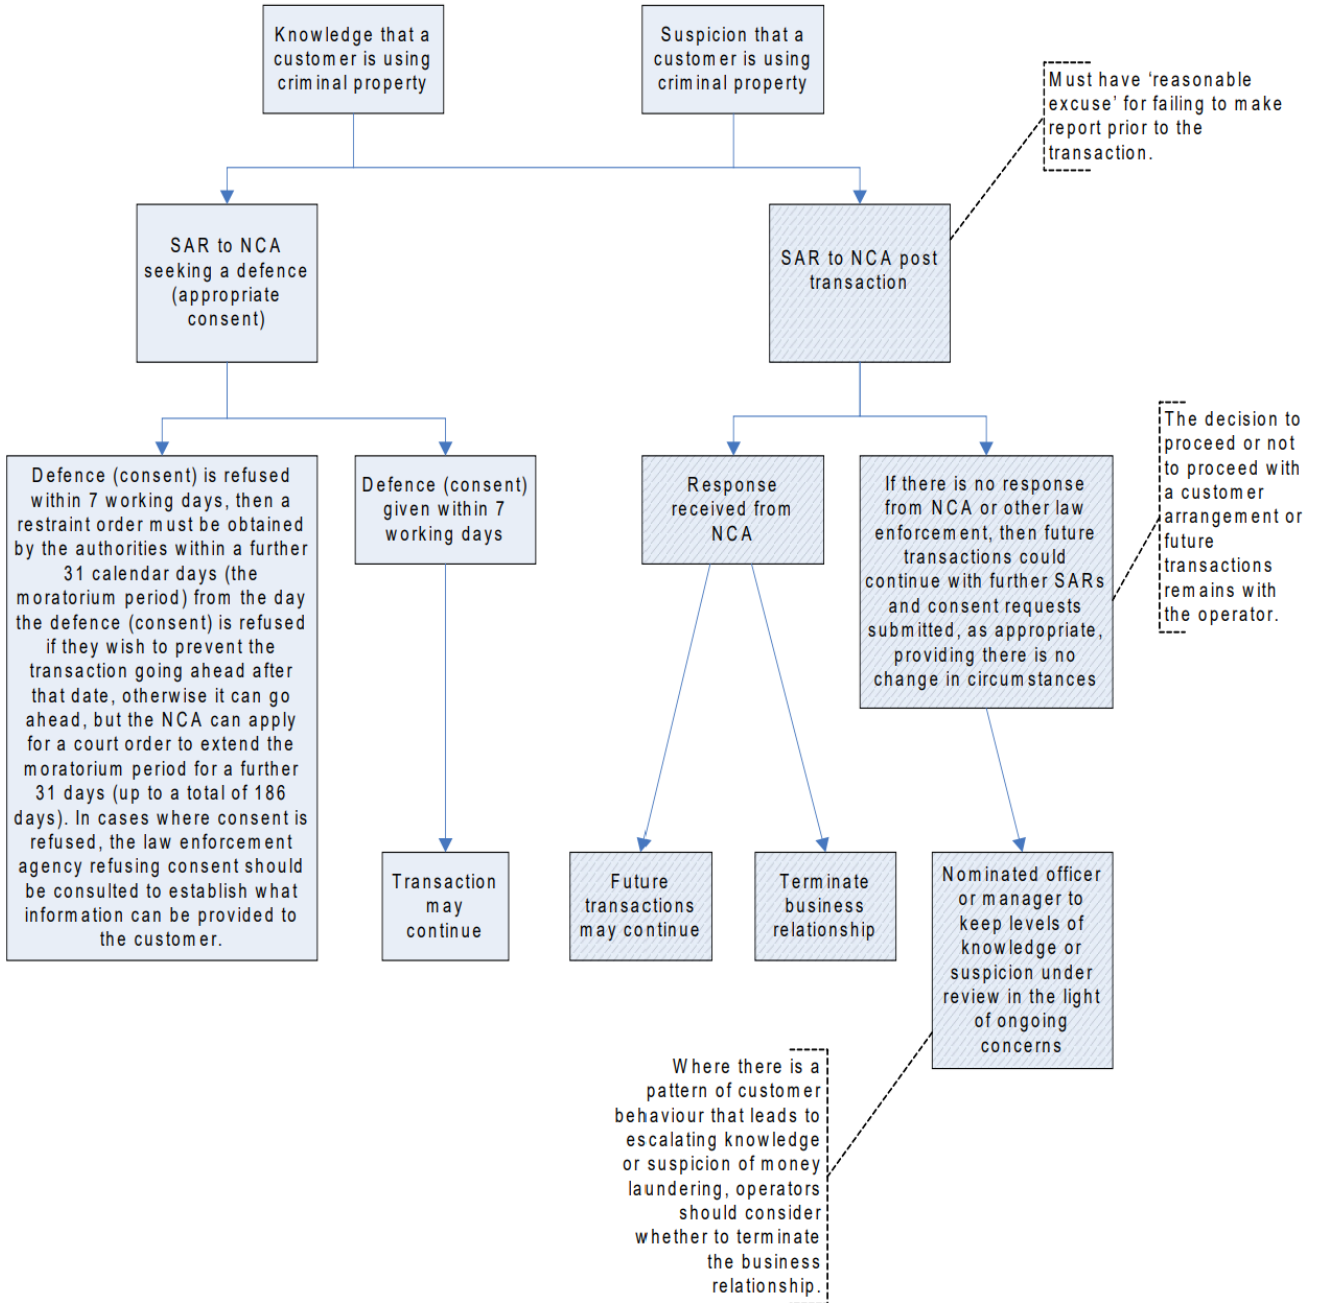 Knowledge that a
customer is using
criminal property
Suspicion that a
customer is using
criminal property
Must have ‘reasonable
excuse’ for failing to make
report prior to the
transaction.
SAR to NCA
seeking a defence
(appropriate
consent)
SAR to NCA post
transaction
Defence (consent) is refused
within 7 working days, then a
restraint order must be obtained
by the authorities within a further
31 calendar days (the
moratorium period) from the day
the defence (consent) is refused
if they wish to prevent the
transaction going ahead after
that date, otherwise it can go
ahead, but the NCA can apply
for a court order to extend the
moratorium period for a further
31 days (up to a total of 186
days). In cases where consent is
refused, the law enforcement
agency refusing consent should
be consulted to establish what
information can be provided to
the customer.
Defence (consent)
given within 7
working days
Response
received from
NCA
If there is no response
from NCA or other law
enforcement, then future
transactions could
continue with further SARs
and consent requests
submitted, as appropriate,
providing there is no
change in circumstances
The decision to
proceed or not
to proceed with
a customer
arrangement or
future
transactions
remains with
the operator.
Transaction
may
continue
Future
transactions
may continue
Terminate
business
relationship
Nominated officer
or manager to
keep levels of
knowledge or
suspicion under
review in the light
of ongoing
concerns
Where there is a
pattern of customer
behaviour that leads to
escalating knowledge
or suspicion of money
laundering, operators
should consider
whether to terminate
the business
relationship.